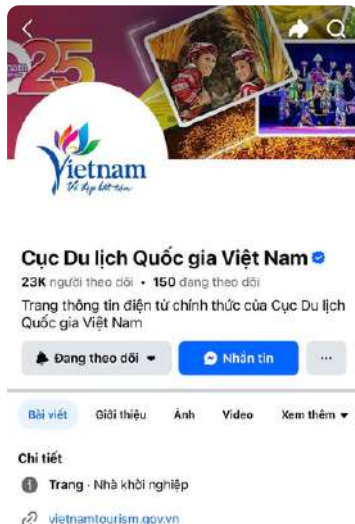 25
Vietnam
Vẻ đẹp bất tận
Cục Du lịch Quốc gia Việt Nam
23K người theo dõi • 150 đang theo dõi
Trang thông tin điện tử chính thức của Cục Du lịch
Quốc gia Việt Nam
Đang theo dõi
Nhắn tin
Bài viết Giới thiệu Ảnh Video Xem thêm
Chi tiết
Trang · Nhà khởi nghiệp
vietnamtourism.gov.vn